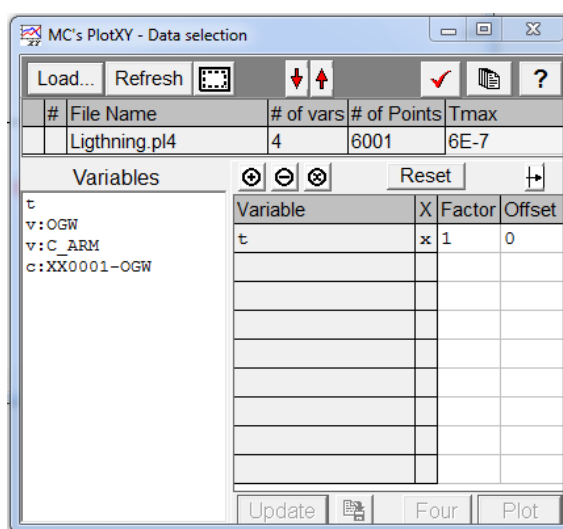 MC's PlotXY - Data selection
Load... Refresh ?
# File Name # of vars # of Points Tmax
Ligthning.pl4 4 6001 6E-7
Variables Reset
t
v:OGW
v:C_ARM
c:XX0001-OGW
Variable X Factor Offset
t x 1 0
Update Four Plot